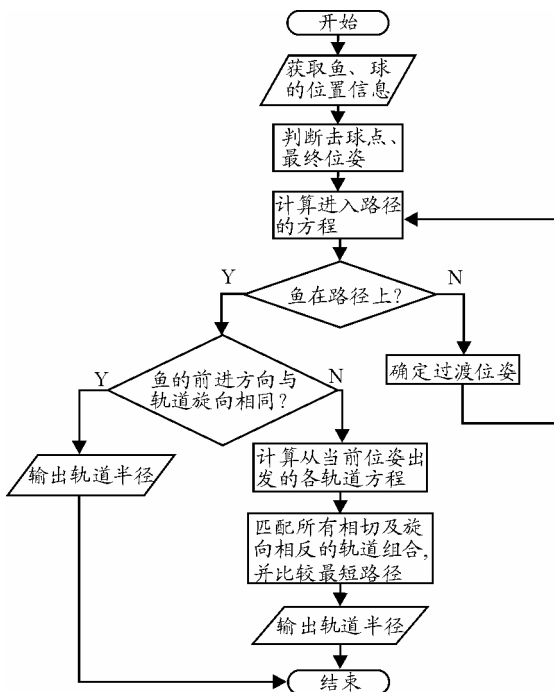 开始
获取鱼、球
的位置信息
判断击球点、
最终位姿
计算进入路径
的方程
Y
N
鱼在路径上?
确定过渡位姿
Y
N
鱼的前进方向与
轨道旋向相同?
输出轨道半径
计算从当前位姿出
发的各轨道方程
匹配所有相切及旋
向相反的轨道组合,
并比较最短路径
输出轨道半径
结束